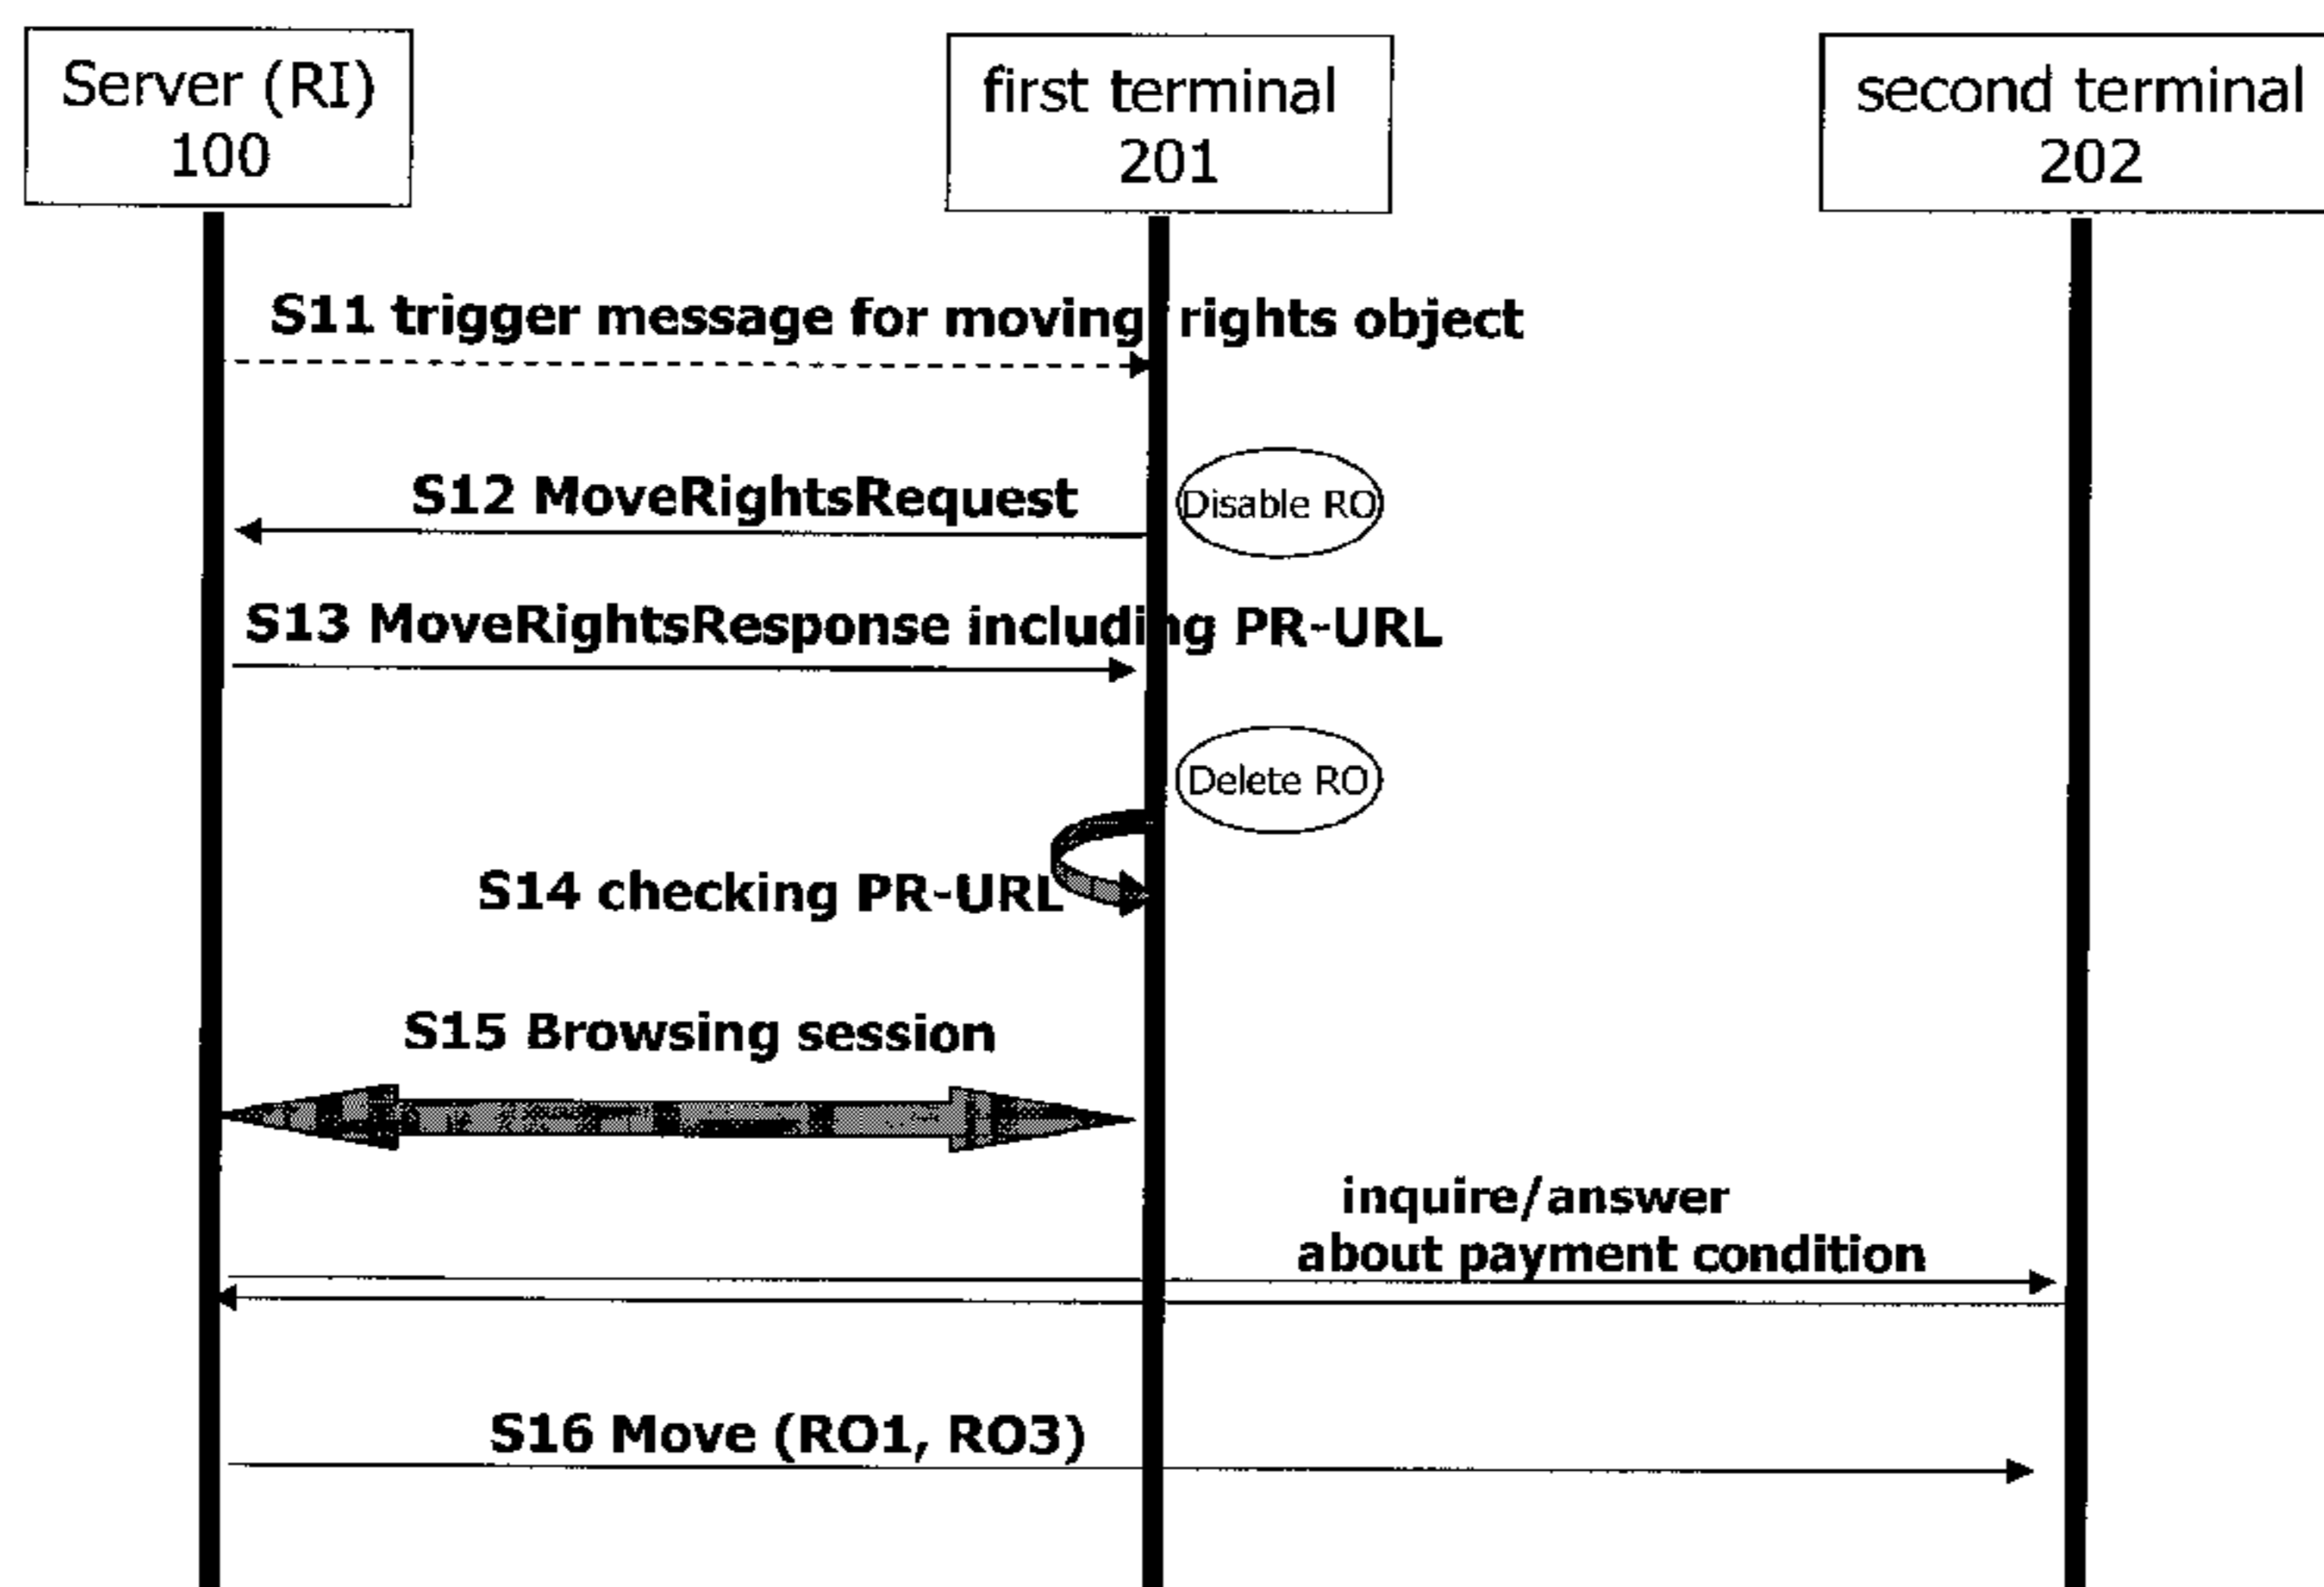 Server (RI)
100
first terminal
201
second terminal
202
S11 trigger message for moving rights object
S12 MoveRightsRequest
Disable RO
S13 MoveRightsResponse including PR-URL
Delete RO
S14 checking PR-URL
S15 Browsing session
inquire/answer
about payment condition
S16 Move (RO1, RO3)